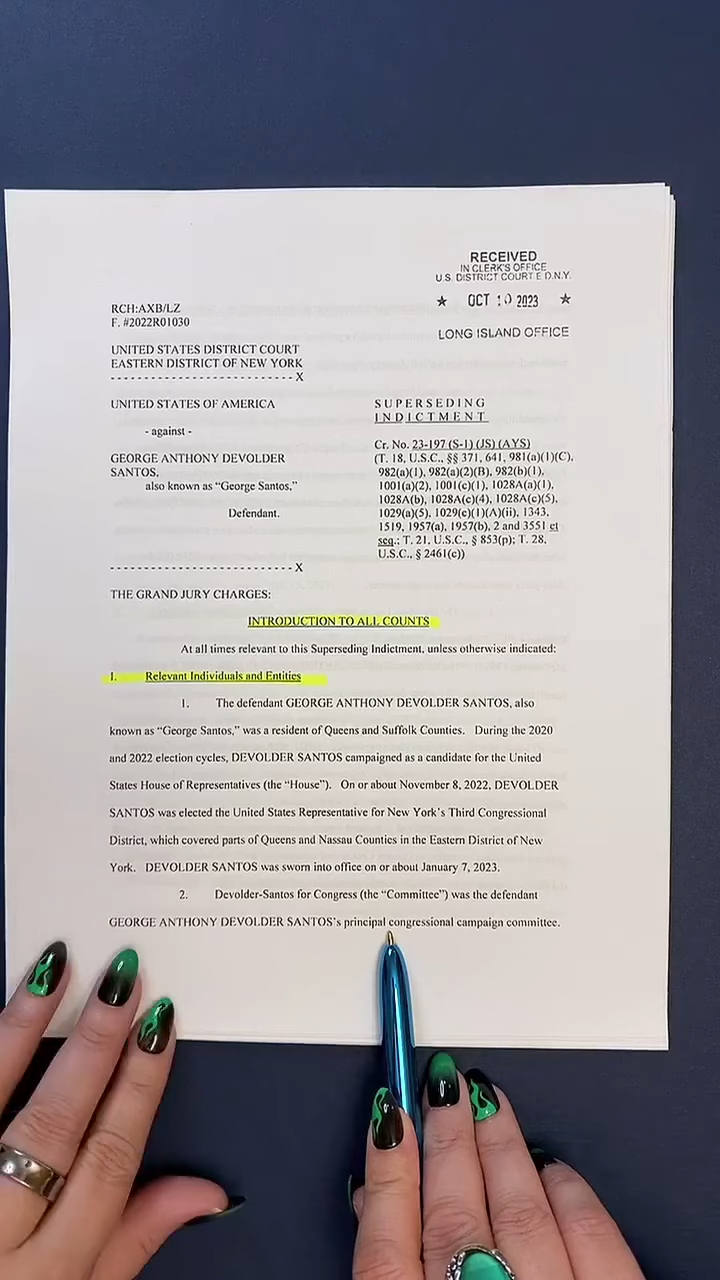 RECEIVED
IN CLERK'S OFFICE
U.S. DISTRICT COURT E.D.N.Y.
★ OCT 10 2023 ★
LONG ISLAND OFFICE
RCH:AXB/LZ
F. #2022R01030
UNITED STATES DISTRICT COURT
EASTERN DISTRICT OF NEW YORK
- - - - - - - - - - - - - - - - - - - - - - - - - - - X
UNITED STATES OF AMERICA
- against -
GEORGE ANTHONY DEVOLDER
SANTOS,
also known as “George Santos,”
Defendant.
- - - - - - - - - - - - - - - - - - - - - - - - - - - X
SUPERSEDING
INDICTMENT
Cr. No. 23-197 (S-1) (JS) (AYS)
(T. 18, U.S.C., §§ 371, 641, 981(a)(1)(C),
982(a)(1), 982(a)(2)(B), 982(b)(1),
1001(a)(2), 1001(c)(1), 1028A(a)(1),
1028A(b), 1028A(c)(4), 1028A(c)(5),
1029(a)(5), 1029(c)(1)(A)(ii), 1343,
1519, 1957(a), 1957(b), 2 and 3551 et
seq.; T. 21, U.S.C., § 853(p); T. 28,
U.S.C., § 2461(c))
THE GRAND JURY CHARGES:
INTRODUCTION TO ALL COUNTS
At all times relevant to this Superseding Indictment, unless otherwise indicated:
I. Relevant Individuals and Entities
1. The defendant GEORGE ANTHONY DEVOLDER SANTOS, also
known as “George Santos,” was a resident of Queens and Suffolk Counties. During the 2020
and 2022 election cycles, DEVOLDER SANTOS campaigned as a candidate for the United
States House of Representatives (the “House”). On or about November 8, 2022, DEVOLDER
SANTOS was elected the United States Representative for New York’s Third Congressional
District, which covered parts of Queens and Nassau Counties in the Eastern District of New
York. DEVOLDER SANTOS was sworn into office on or about January 7, 2023.
2. Devolder-Santos for Congress (the “Committee”) was the defendant
GEORGE ANTHONY DEVOLDER SANTOS’s principal congressional campaign committee.